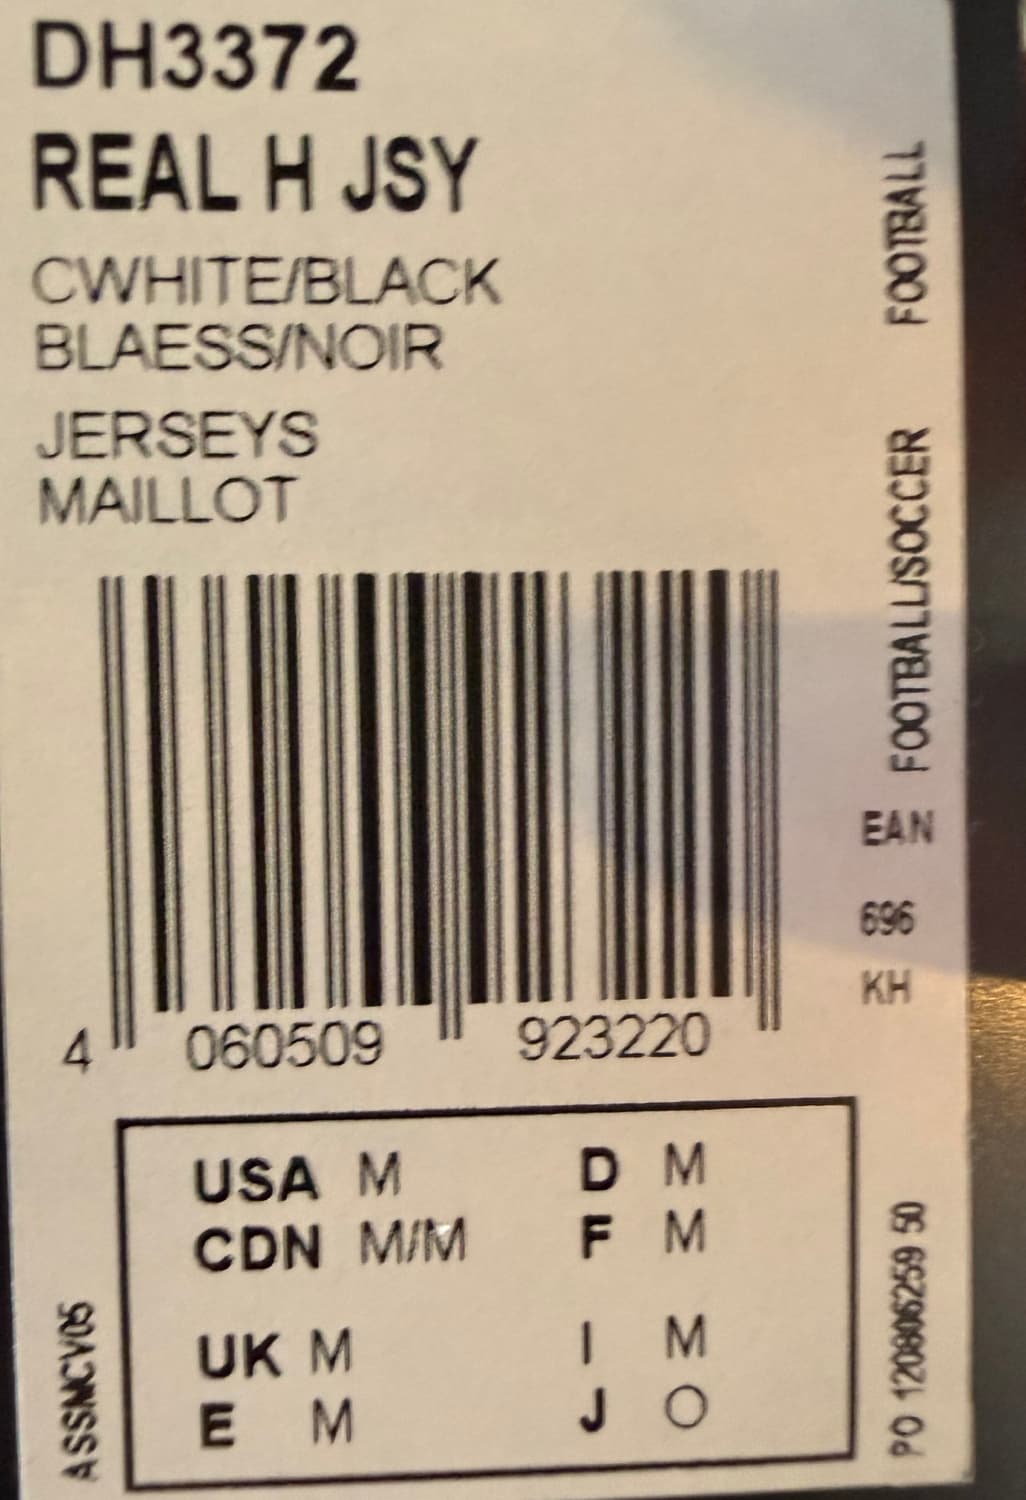 DH3372
REAL H JSY
CWHITE/BLACK
BLAESS/NOIR
JERSEYS
MAILLOT
FOOTBALL
FOOTBALL/SOCCER
EAN
696
KH
4 060509 923220
USA M D M
CDN M/M F M
UK M I M
E M J O
ASSMCV05
PO 120806259 50